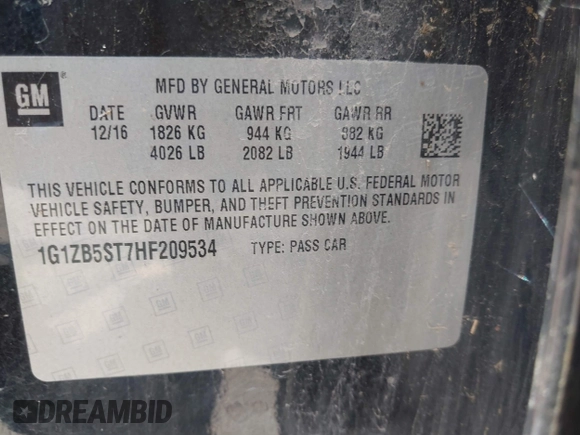 GM
MFD BY GENERAL MOTORS LLC
DATE GVWR GAWR FRT GAWR RR
12/16 1826 KG 944 KG 882 KG
4026 LB 2082 LB 1944 LB
THIS VEHICLE CONFORMS TO ALL APPLICABLE U.S. FEDERAL MOTOR
VEHICLE SAFETY, BUMPER, AND THEFT PREVENTION STANDARDS IN
EFFECT ON THE DATE OF MANUFACTURE SHOWN ABOVE.
1G1ZB5ST7HF209534 TYPE: PASS CAR
DREAMBID